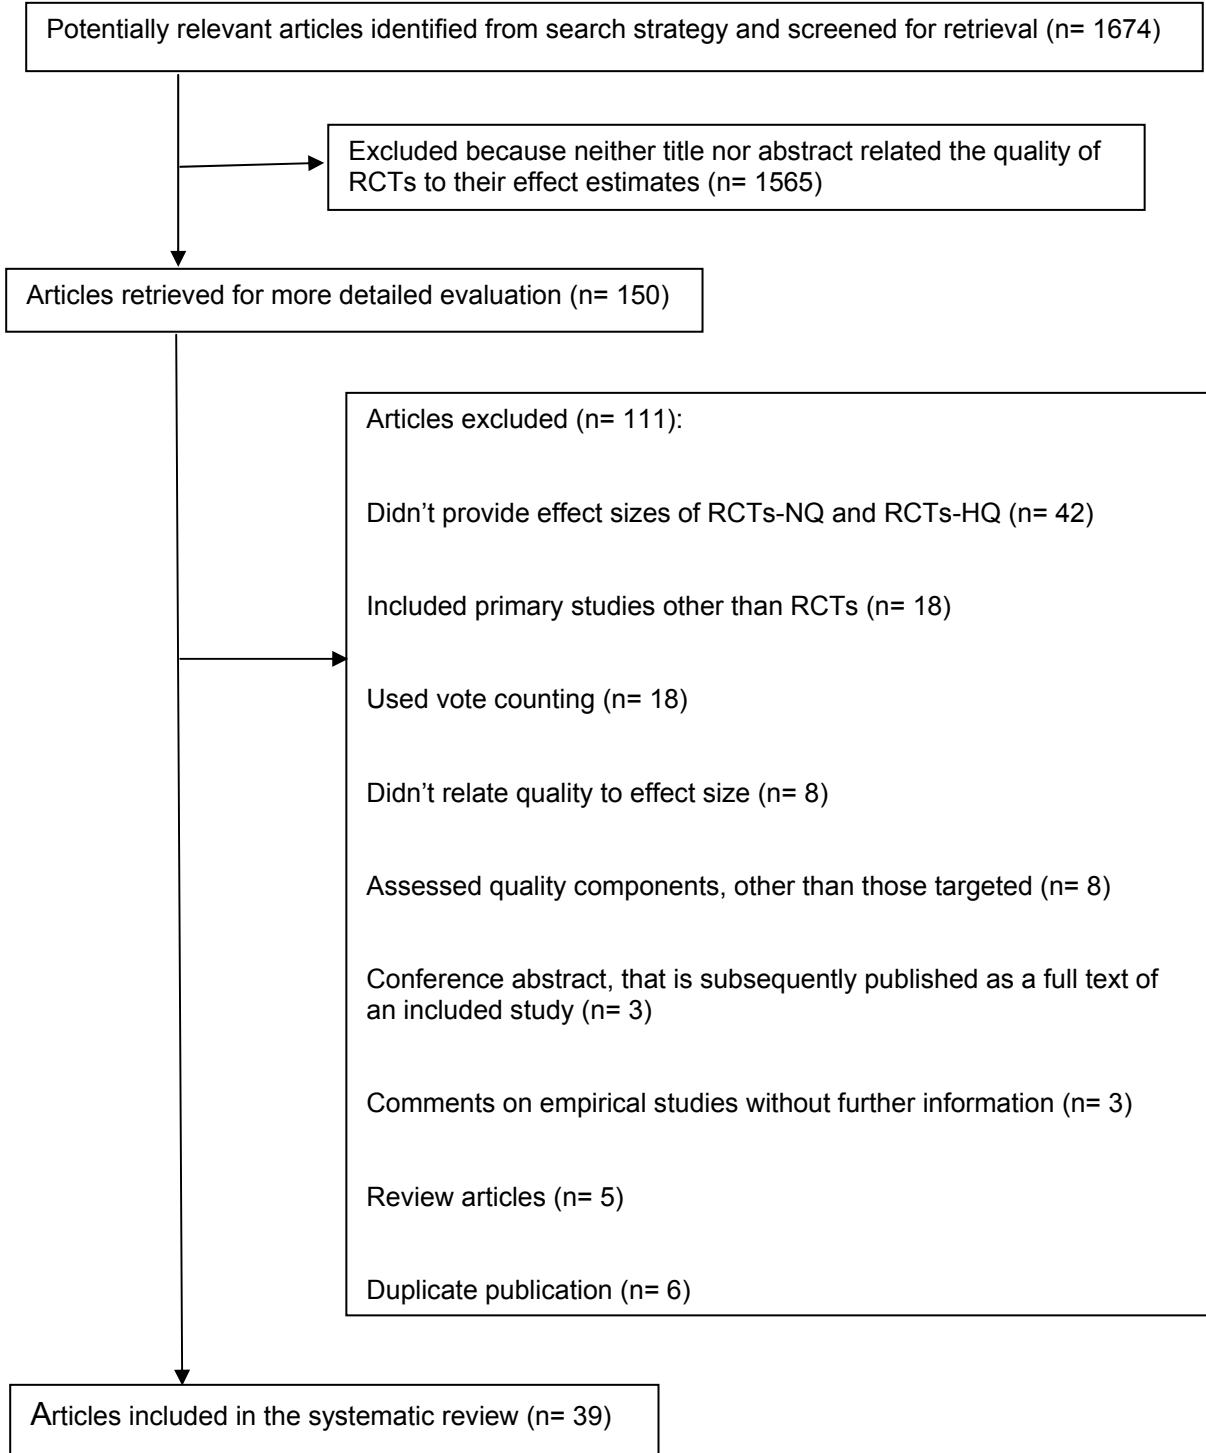 Potentially relevant articles identified from search strategy and screened for retrieval (n= 1674)
Excluded because neither title nor abstract related the quality of
RCTs to their effect estimates (n= 1565)
Articles retrieved for more detailed evaluation (n= 150)
Articles excluded (n= 111):
Didn’t provide effect sizes of RCTs-NQ and RCTs-HQ (n= 42)
Included primary studies other than RCTs (n= 18)
Used vote counting (n= 18)
Didn’t relate quality to effect size (n= 8)
Assessed quality components, other than those targeted (n= 8)
Conference abstract, that is subsequently published as a full text of
an included study (n= 3)
Comments on empirical studies without further information (n= 3)
Review articles (n= 5)
Duplicate publication (n= 6)
Articles included in the systematic review (n= 39)